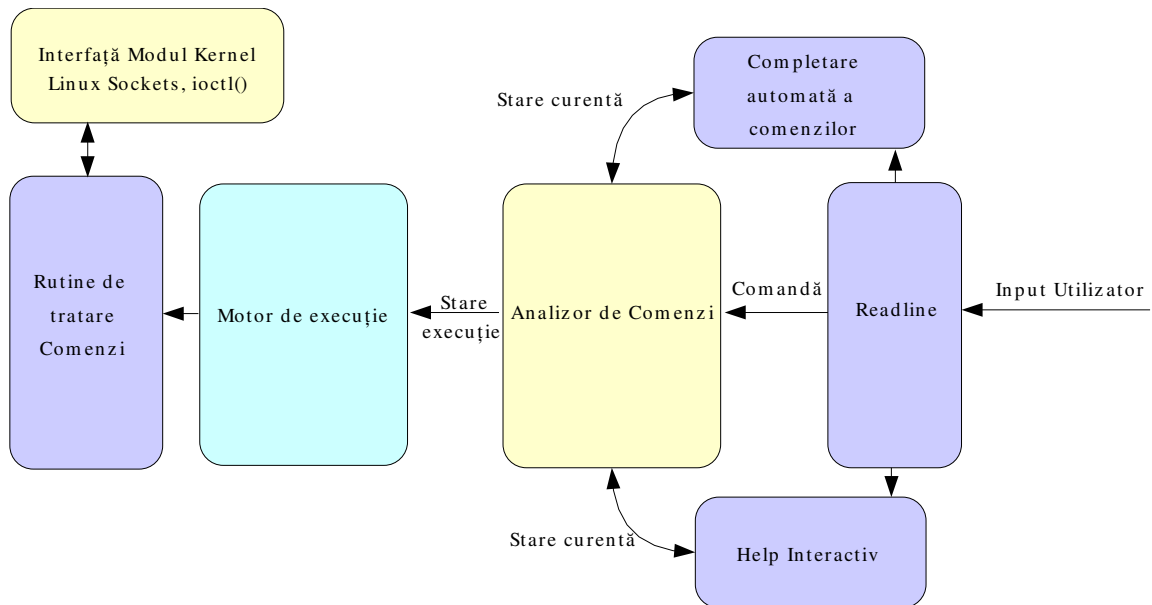 Interfață Modul Kernel
Linux Sockets, ioctl()
Completare
automată a
comenzilor
Stare curentă
Rutine de
tratare
Comenzi
Motor de execuție
Stare
execuție
Analizor de Comenzi
Comandă
Readline
Input Utilizator
Stare curentă
Help Interactiv